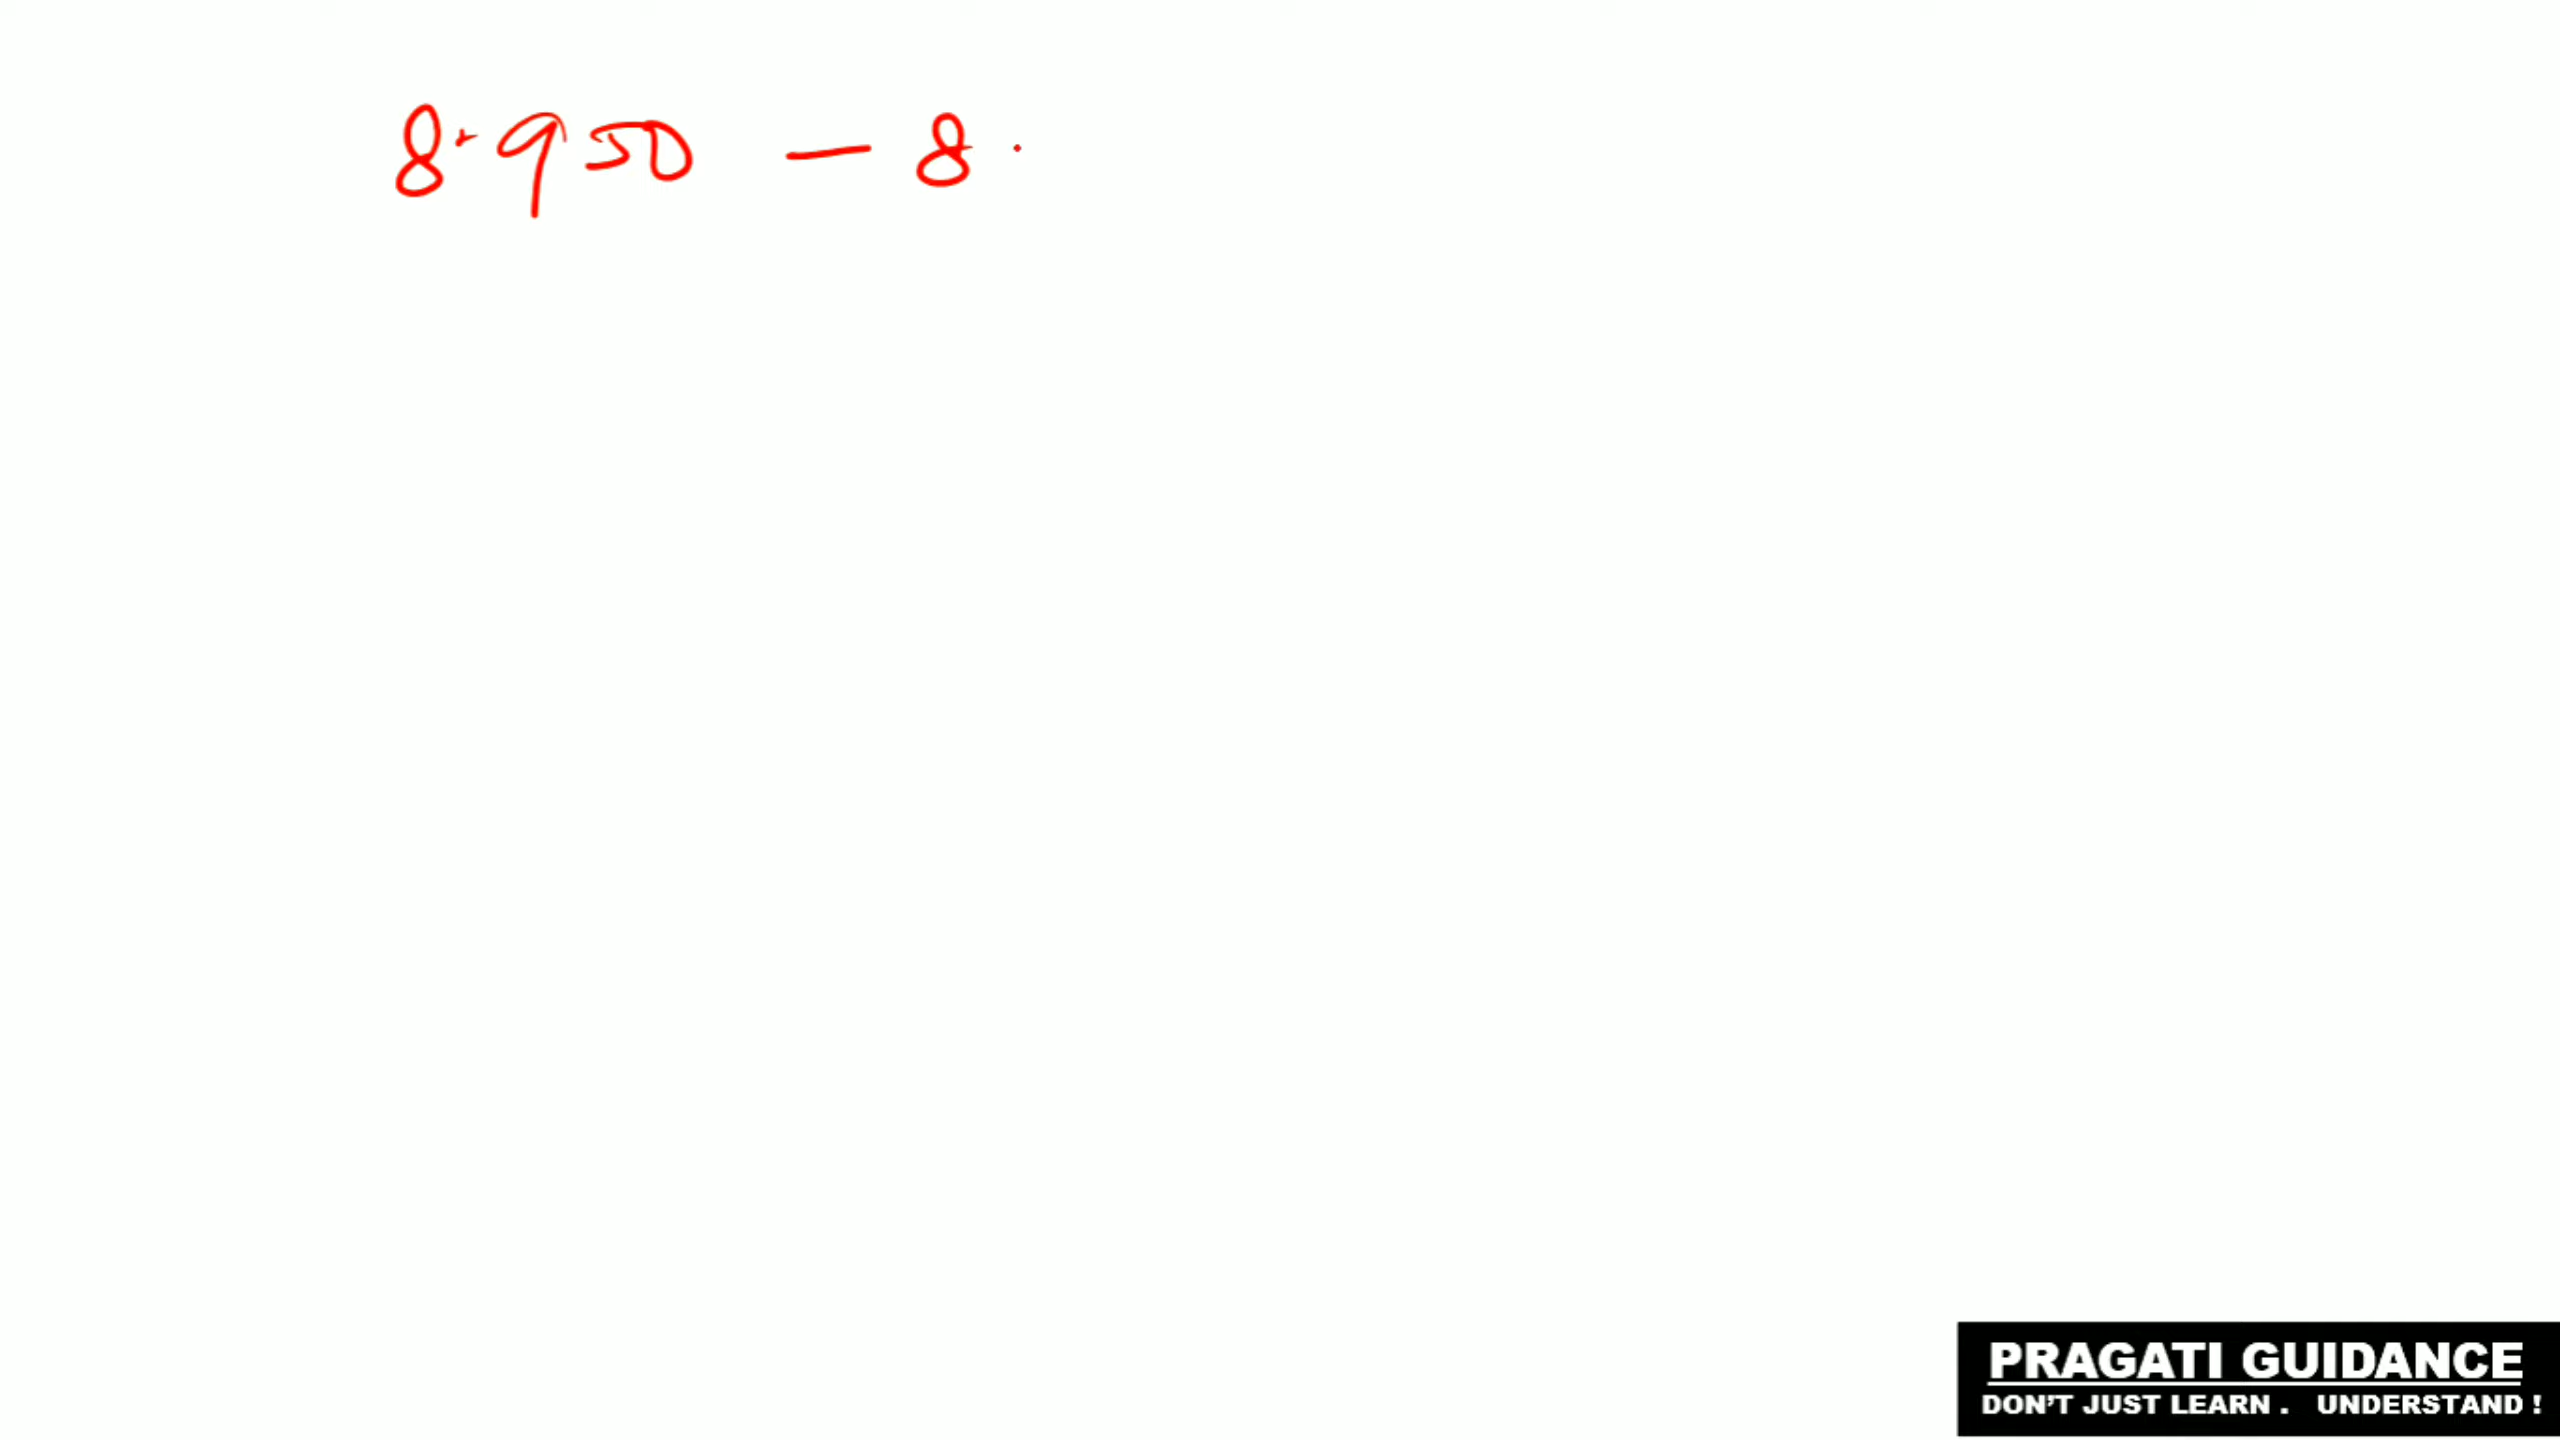 8.950 — 8.
PRAGATI GUIDANCE
DON'T JUST LEARN . UNDERSTAND !